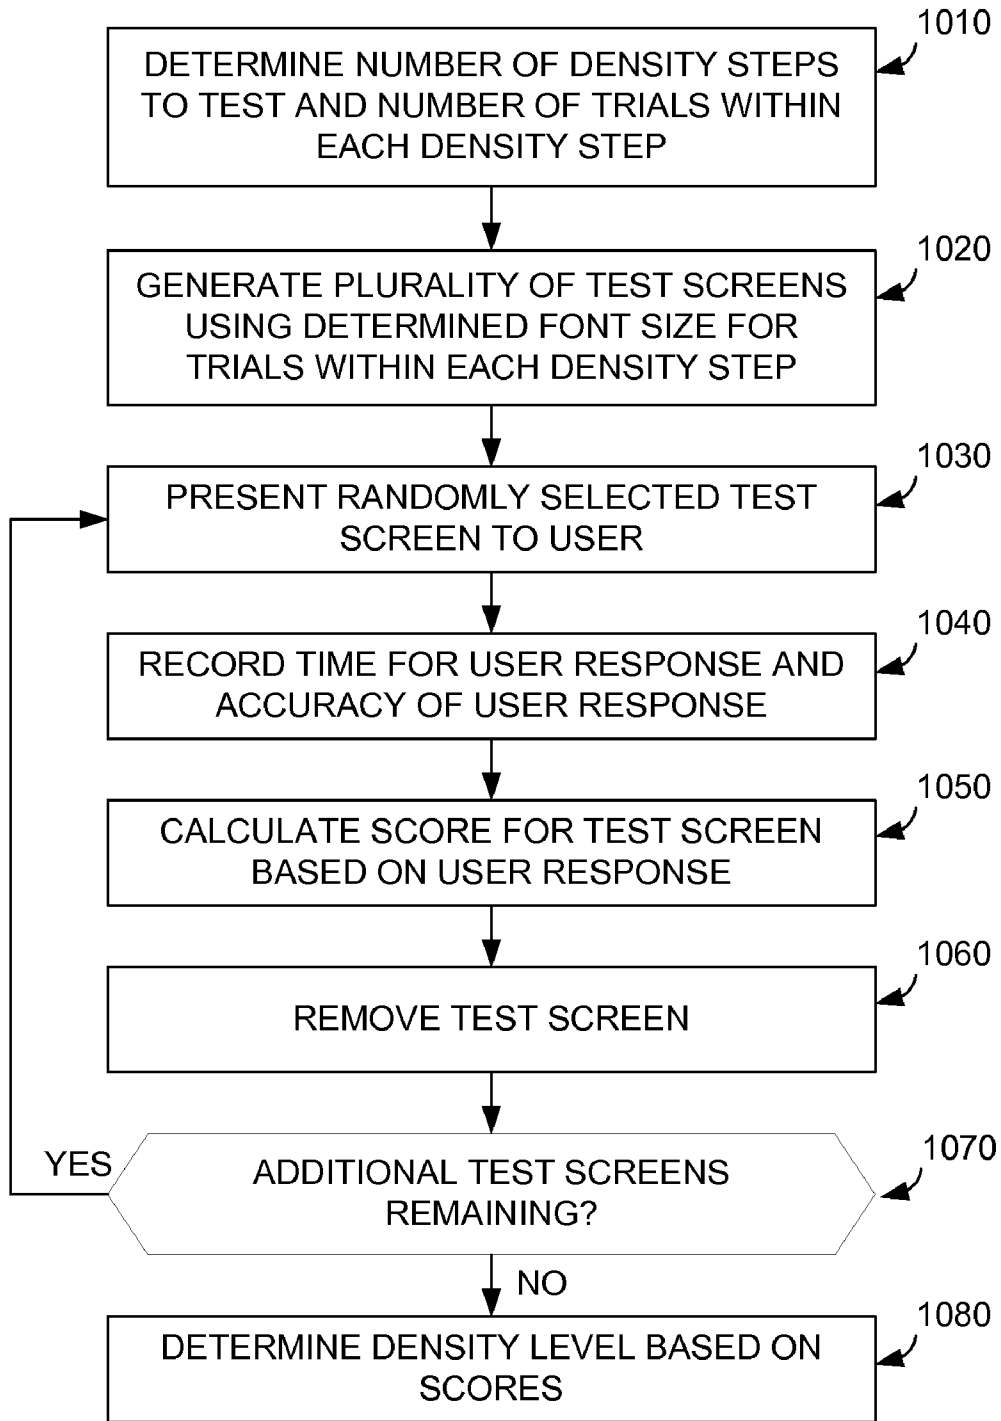 1010
DETERMINE NUMBER OF DENSITY STEPS
TO TEST AND NUMBER OF TRIALS WITHIN
EACH DENSITY STEP
1020
GENERATE PLURALITY OF TEST SCREENS
USING DETERMINED FONT SIZE FOR
TRIALS WITHIN EACH DENSITY STEP
1030
PRESENT RANDOMLY SELECTED TEST
SCREEN TO USER
1040
RECORD TIME FOR USER RESPONSE AND
ACCURACY OF USER RESPONSE
1050
CALCULATE SCORE FOR TEST SCREEN
BASED ON USER RESPONSE
1060
REMOVE TEST SCREEN
1070
YES
ADDITIONAL TEST SCREENS
REMAINING?
NO
1080
DETERMINE DENSITY LEVEL BASED ON
SCORES